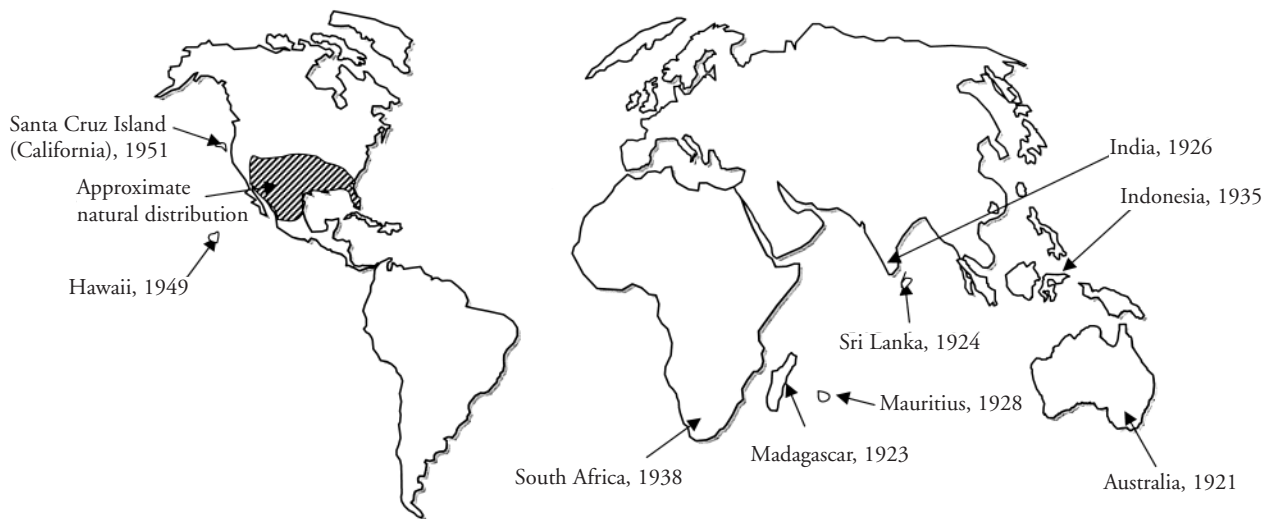 Santa Cruz Island
(California), 1951
Approximate
natural distribution
Hawaii, 1949
India, 1926
Indonesia, 1935
Sri Lanka, 1924
Mauritius, 1928
Madagascar, 1923
South Africa, 1938
Australia, 1921